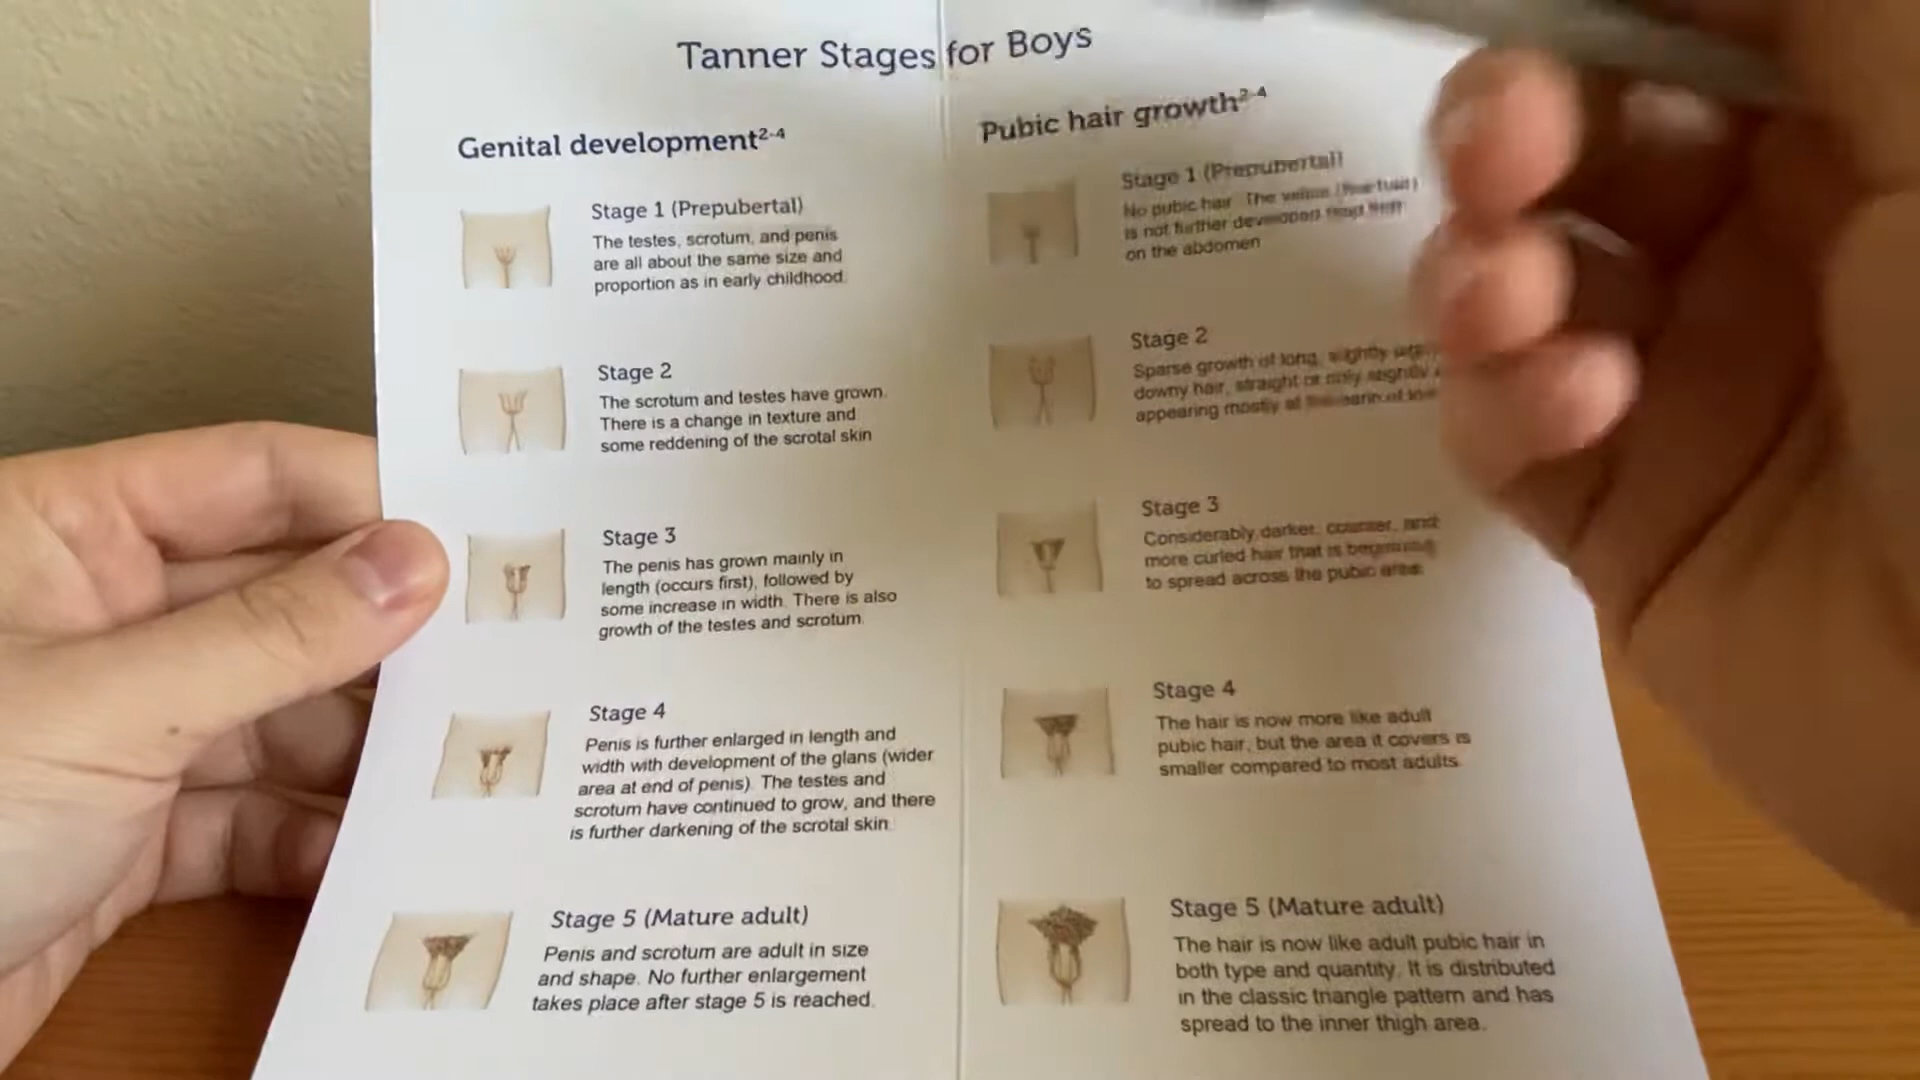 Tanner Stages for Boys
Genital development2-4
Stage 1 (Prepubertal)
The testes, scrotum, and penis
are all about the same size and
proportion as in early childhood.
Stage 2
The scrotum and testes have grown.
There is a change in texture and
some reddening of the scrotal skin
Stage 3
The penis has grown mainly in
length (occurs first), followed by
some increase in width. There is also
growth of the testes and scrotum.
Stage 4
Penis is further enlarged in length and
width with development of the glans (wider
area at end of penis). The testes and
scrotum have continued to grow, and there
is further darkening of the scrotal skin.
Stage 5 (Mature adult)
Penis and scrotum are adult in size
and shape. No further enlargement
takes place after stage 5 is reached.
Pubic hair growth2-4
Stage 1 (Prepubertal)
No pubic hair. The
is not further developed
on the abdomen
Stage 2
Sparse growth of long, slightly
downy hair, straight or only slightly
appearing mostly at
Stage 3
Considerably darker, coarser, and
more curled hair that is beginning
to spread across the pubic area.
Stage 4
The hair is now more like adult
pubic hair, but the area it covers is
smaller compared to most adults.
Stage 5 (Mature adult)
The hair is now like adult pubic hair in
both type and quantity. It is distributed
in the classic triangle pattern and has
spread to the inner thigh area.